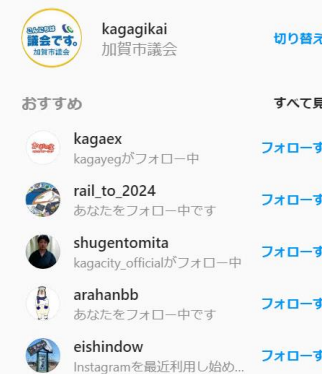 こんにちは
議会です。
加賀市議会
kagagikai
加賀市議会
切り替え
おすすめ
すべて見
kagaex
kagayegがフォロー中
フォローす
rail_to_2024
あなたをフォロー中です
フォローす
shugentomita
kagacity_officialがフォロー中
フォローす
arahanbb
あなたをフォロー中です
フォローす
eishindow
Instagramを最近利用し始め...
フォローす